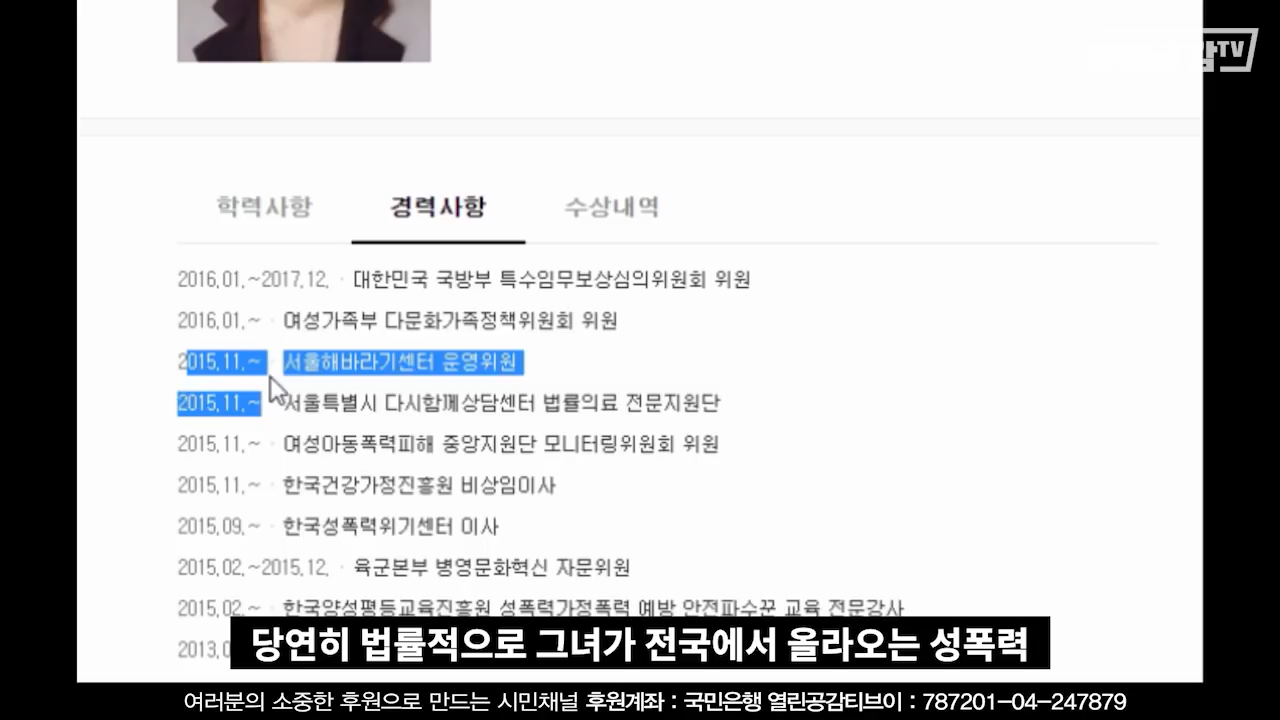 감TV
학력사항 경력사항 수상내역
2016.01.~2017.12. · 대한민국 국방부 특수임무보상심의위원회 위원
2016.01.~ · 여성가족부 다문화가족정책위원회 위원
2015.11.~ · 서울해바라기센터 운영위원
2015.11.~ 서울특별시 다시함께상담센터 법률의료 전문지원단
2015.11.~ · 여성아동폭력피해 중앙지원단 모니터링위원회 위원
2015.11.~ · 한국건강가정진흥원 비상임이사
2015.09.~ · 한국성폭력위기센터 이사
2015.02.~2015.12. · 육군본부 병영문화혁신 자문위원
2015.02.~ · 한국양성평등교육진흥원 성폭력가정폭력 예방 안전파수꾼 교육 전문강사
2013.0
당연히 법률적으로 그녀가 전국에서 올라오는 성폭력
여러분의 소중한 후원으로 만드는 시민채널 후원계좌 : 국민은행 열린공감티브이 : 787201-04-247879